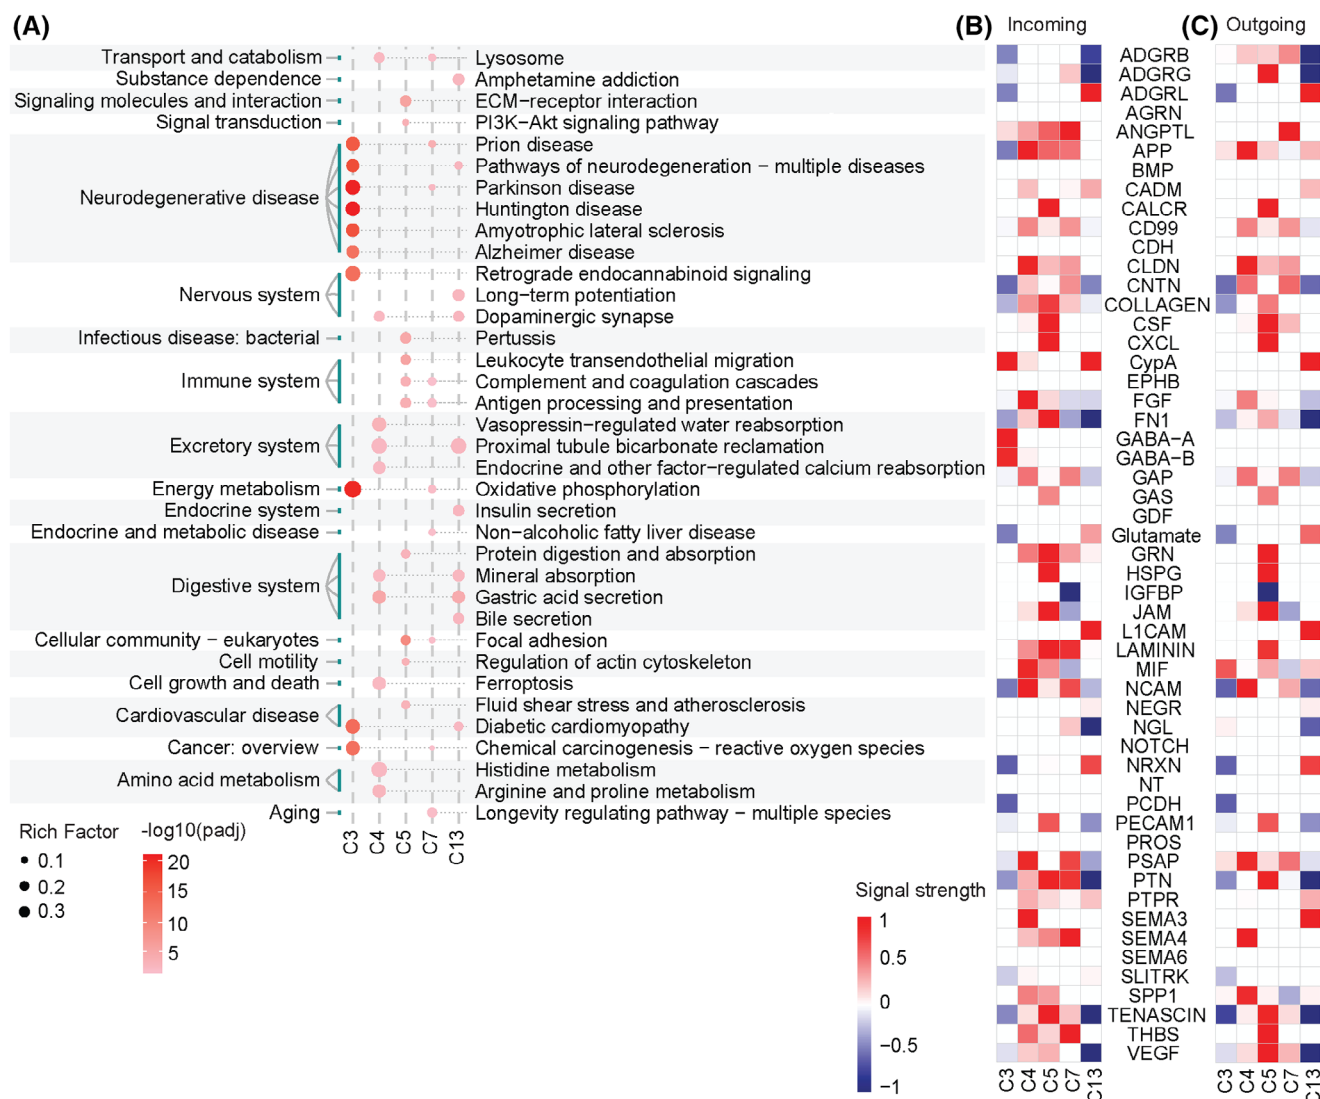 (A)
Transport and catabolism
Lysosome
Substance dependence
Amphetamine addiction
Signaling molecules and interaction
ECM−receptor interaction
Signal transduction
PI3K−Akt signaling pathway
Neurodegenerative disease
Prion disease
Pathways of neurodegeneration − multiple diseases
Parkinson disease
Huntington disease
Amyotrophic lateral sclerosis
Alzheimer disease
Nervous system
Retrograde endocannabinoid signaling
Long−term potentiation
Dopaminergic synapse
Infectious disease: bacterial
Pertussis
Immune system
Leukocyte transendothelial migration
Complement and coagulation cascades
Antigen processing and presentation
Excretory system
Vasopressin−regulated water reabsorption
Proximal tubule bicarbonate reclamation
Endocrine and other factor−regulated calcium reabsorption
Energy metabolism
Oxidative phosphorylation
Endocrine system
Insulin secretion
Endocrine and metabolic disease
Non−alcoholic fatty liver disease
Digestive system
Protein digestion and absorption
Mineral absorption
Gastric acid secretion
Bile secretion
Cellular community − eukaryotes
Focal adhesion
Cell motility
Regulation of actin cytoskeleton
Cell growth and death
Ferroptosis
Cardiovascular disease
Fluid shear stress and atherosclerosis
Diabetic cardiomyopathy
Cancer: overview
Chemical carcinogenesis − reactive oxygen species
Amino acid metabolism
Histidine metabolism
Arginine and proline metabolism
Aging
Longevity regulating pathway − multiple species
C3 C4 C5 C7 C13
Rich Factor
0.1
0.2
0.3
-log10(padj)
20
15
10
5
(B) Incoming
(C) Outgoing
ADGRB
ADGRG
ADGRL
AGRN
ANGPTL
APP
BMP
CADM
CALCR
CD99
CDH
CLDN
CNTN
COLLAGEN
CSF
CXCL
CypA
EPHB
FGF
FN1
GABA−A
GABA−B
GAP
GAS
GDF
Glutamate
GRN
HSPG
IGFBP
JAM
L1CAM
LAMININ
MIF
NCAM
NEGR
NGL
NOTCH
NRXN
NT
PCDH
PECAM1
PROS
PSAP
PTN
PTPR
SEMA3
SEMA4
SEMA6
SLITRK
SPP1
TENASCIN
THBS
VEGF
Signal strength
1
0.5
0
−0.5
−1
C3 C4 C5 C7 C13
C3 C4 C5 C7 C13